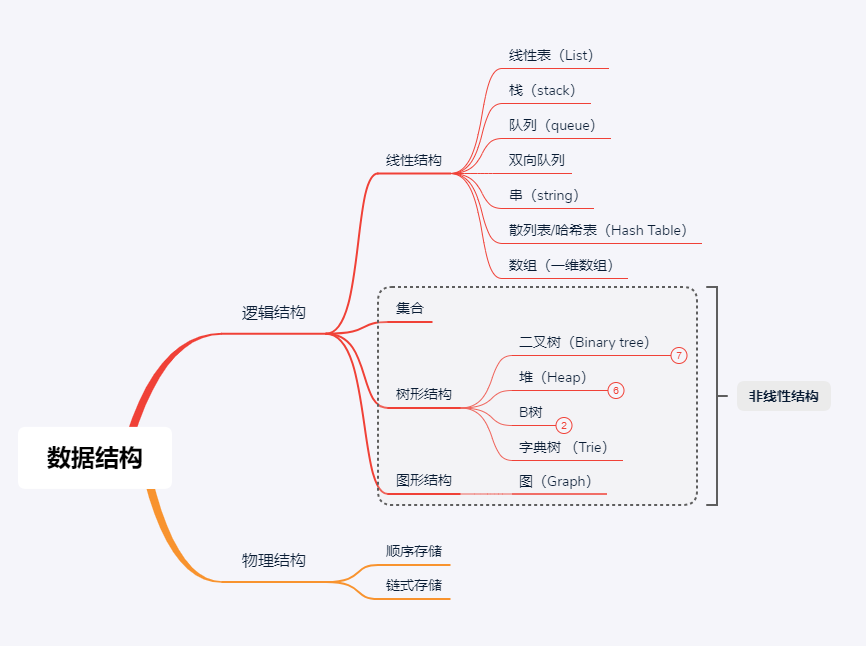 数据结构
逻辑结构
线性结构
线性表（List）
栈（stack）
队列（queue）
双向队列
串（string）
散列表/哈希表（Hash Table）
数组（一维数组）
集合
树形结构
二叉树（Binary tree）
7
堆（Heap）
6
B树
2
字典树 （Trie）
图形结构
图（Graph）
非线性结构
物理结构
顺序存储
链式存储